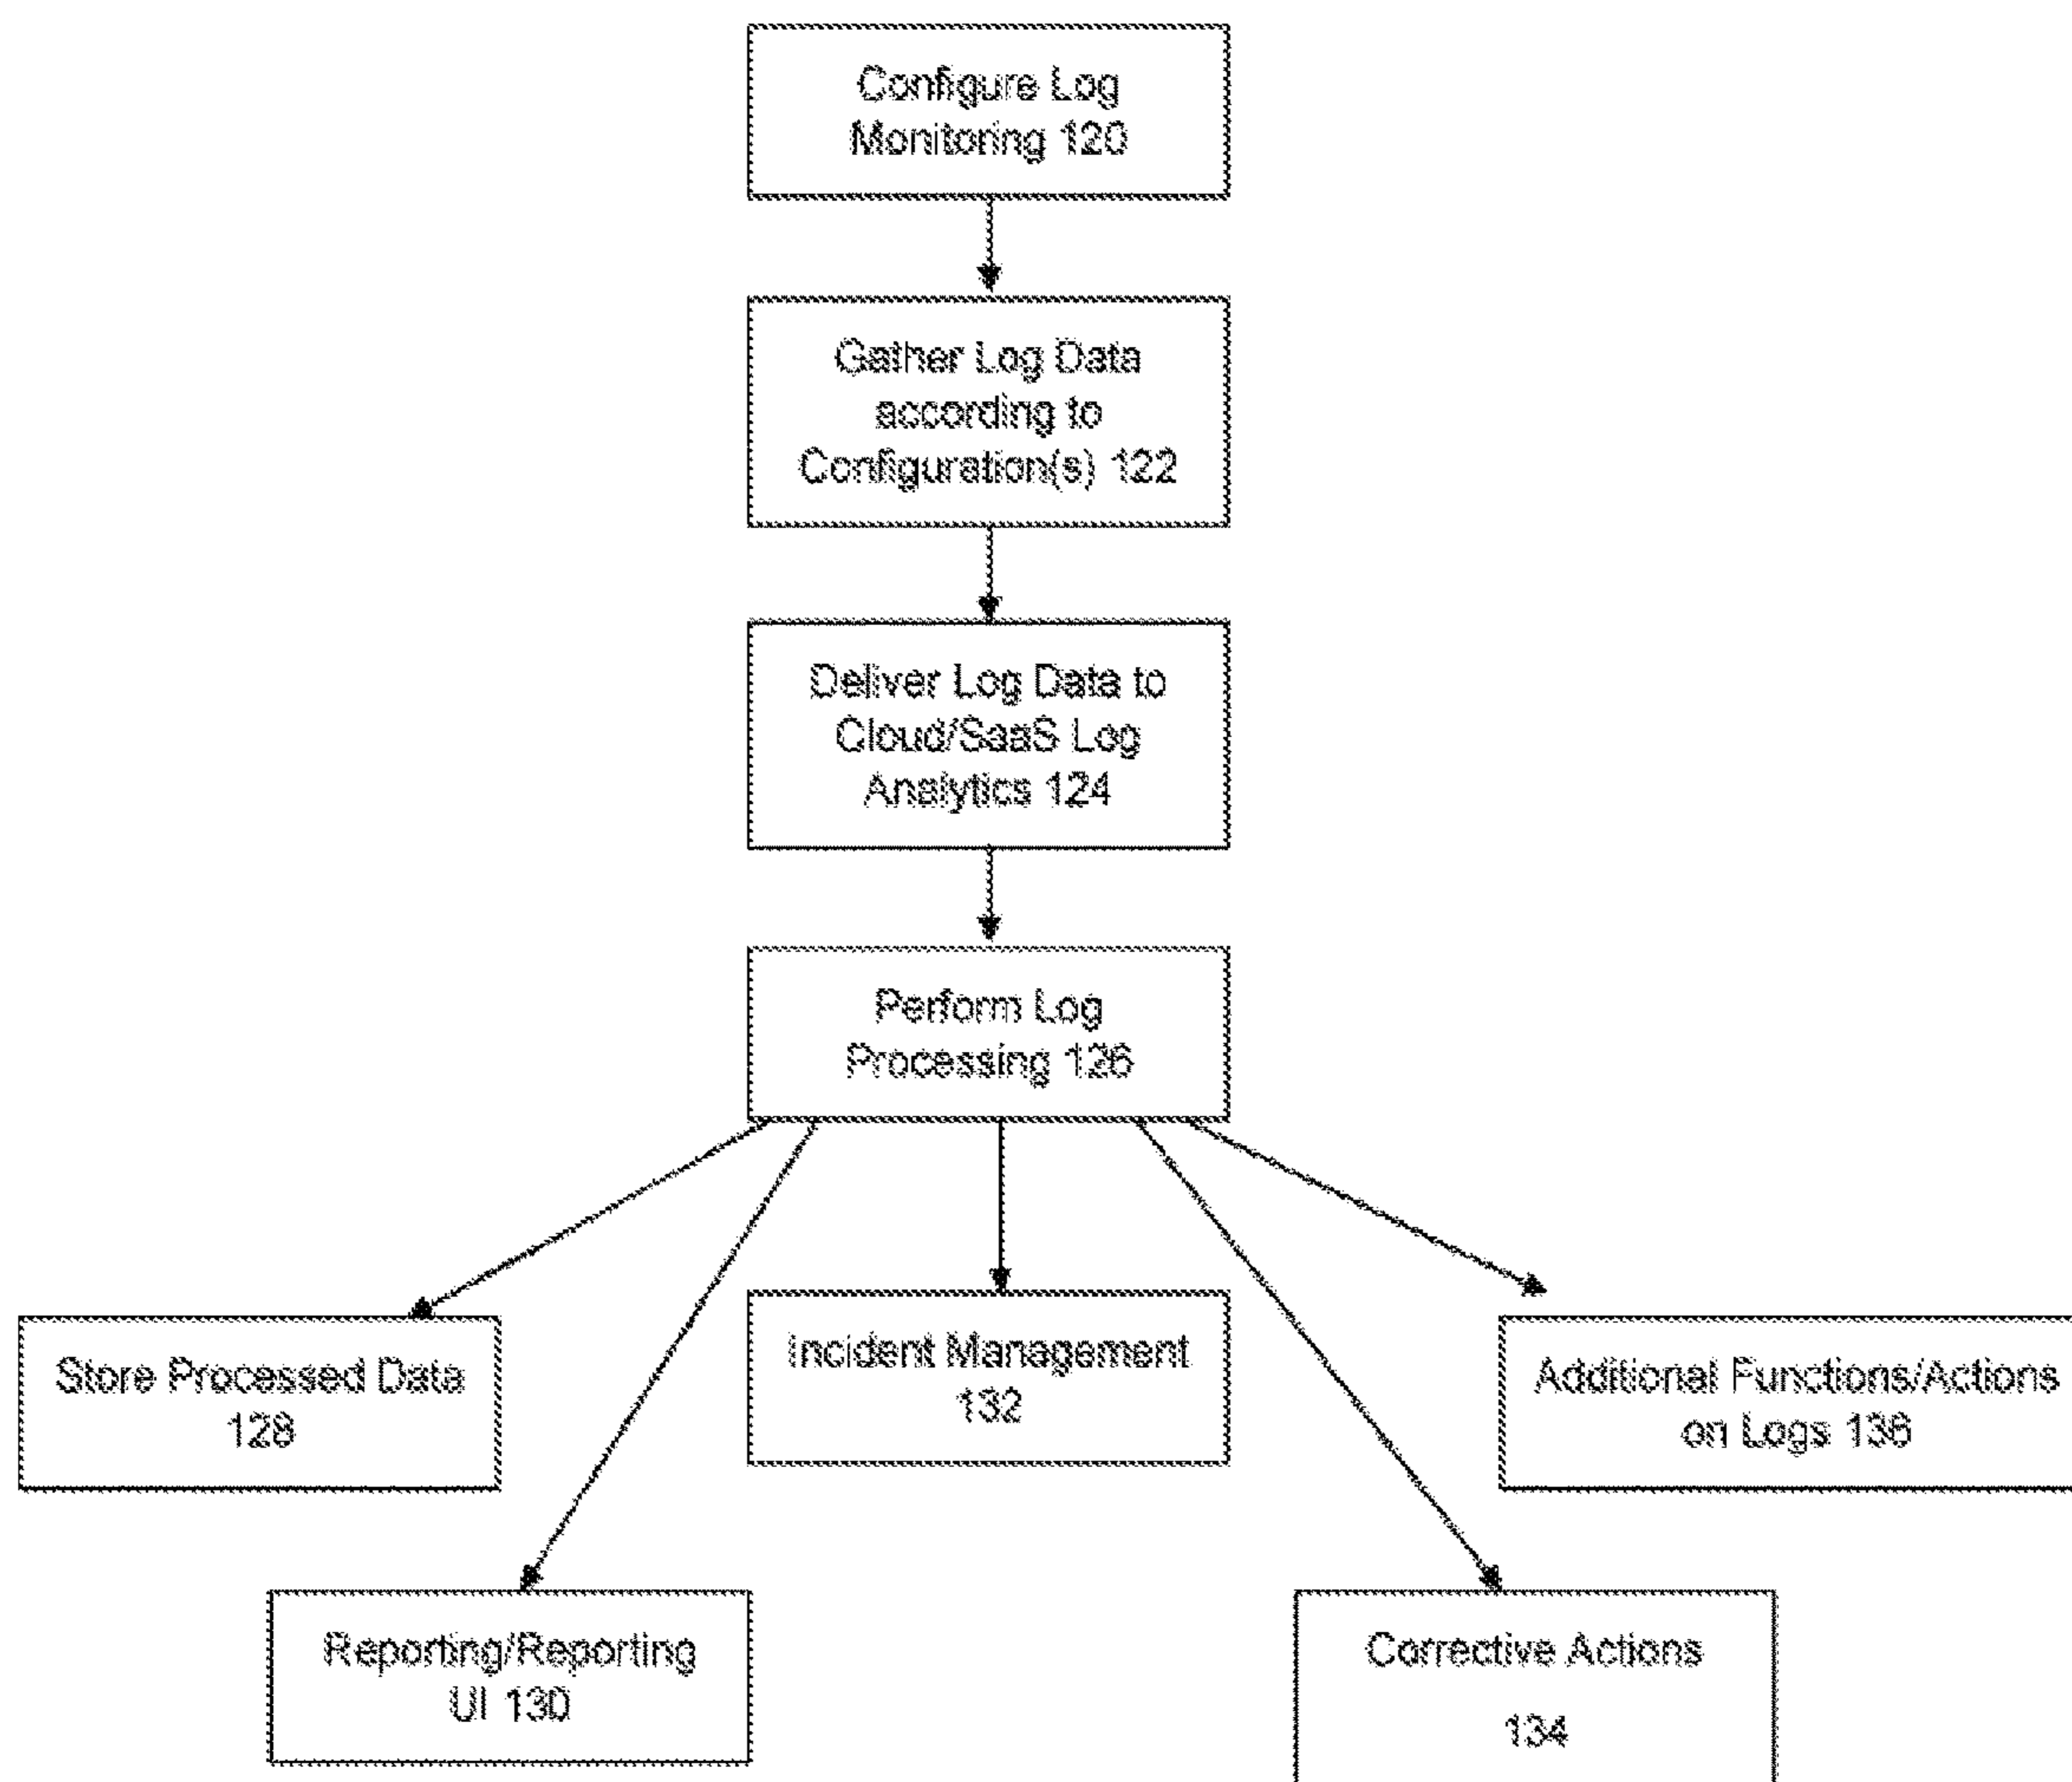 Configure Log
Monitoring 120
Gather Log Data
according to
Configuration(s) 122
Deliver Log Data to
Cloud/SaaS Log
Analytics 124
Perform Log
Processing 126
Store Processed Data
128
Incident Management
132
Additional Functions/Actions
on Logs 136
Reporting/Reporting
UI 130
Corrective Actions
134